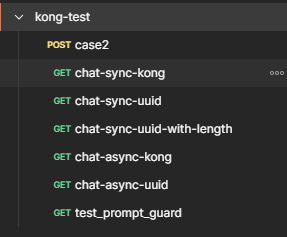 kong-test
POST case2
GET chat-sync-kong
GET chat-sync-uuid
GET chat-sync-uuid-with-length
GET chat-async-kong
GET chat-async-uuid
GET test_prompt_guard